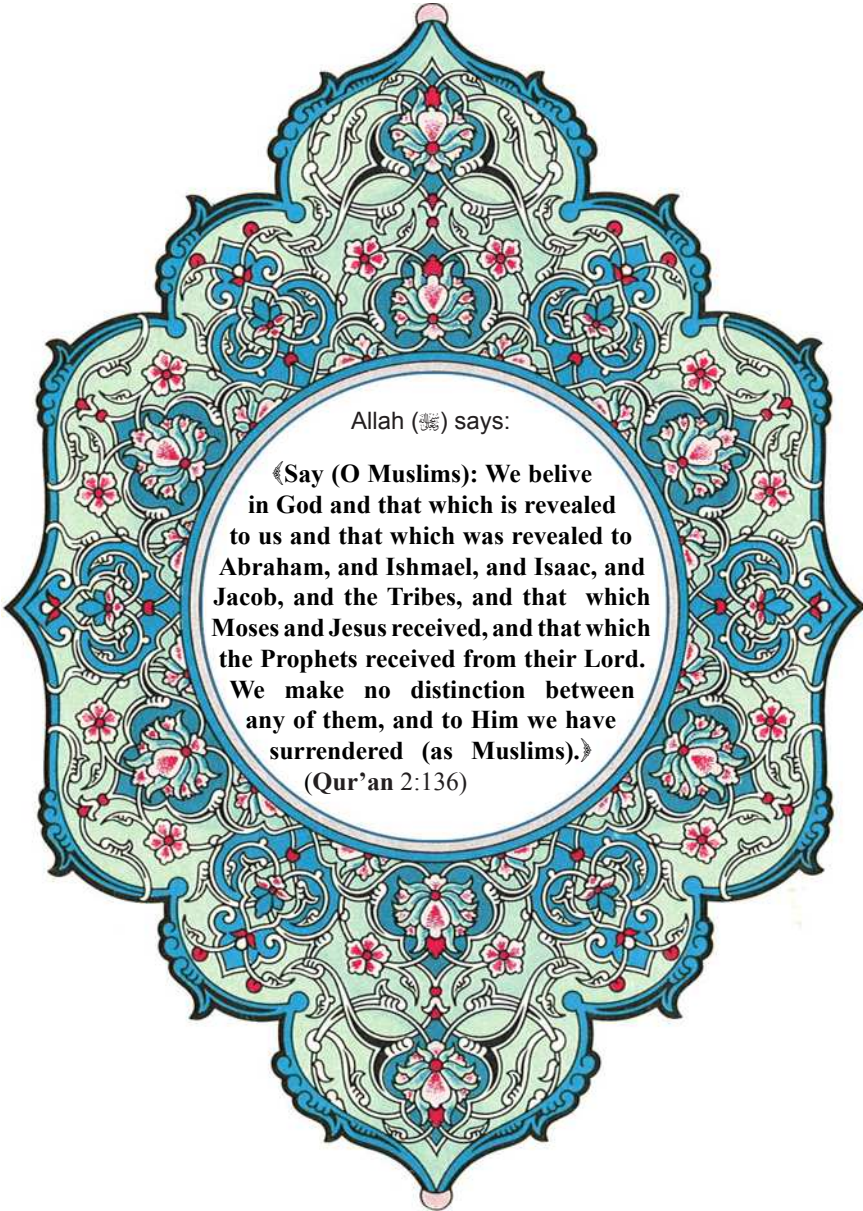 Allah (ﷻ) says:
﴾Say (O Muslims): We belive
in God and that which is revealed
to us and that which was revealed to
Abraham, and Ishmael, and Isaac, and
Jacob, and the Tribes, and that which
Moses and Jesus received, and that which
the Prophets received from their Lord.
We make no distinction between
any of them, and to Him we have
surrendered (as Muslims).﴿
(Qur’an 2:136)